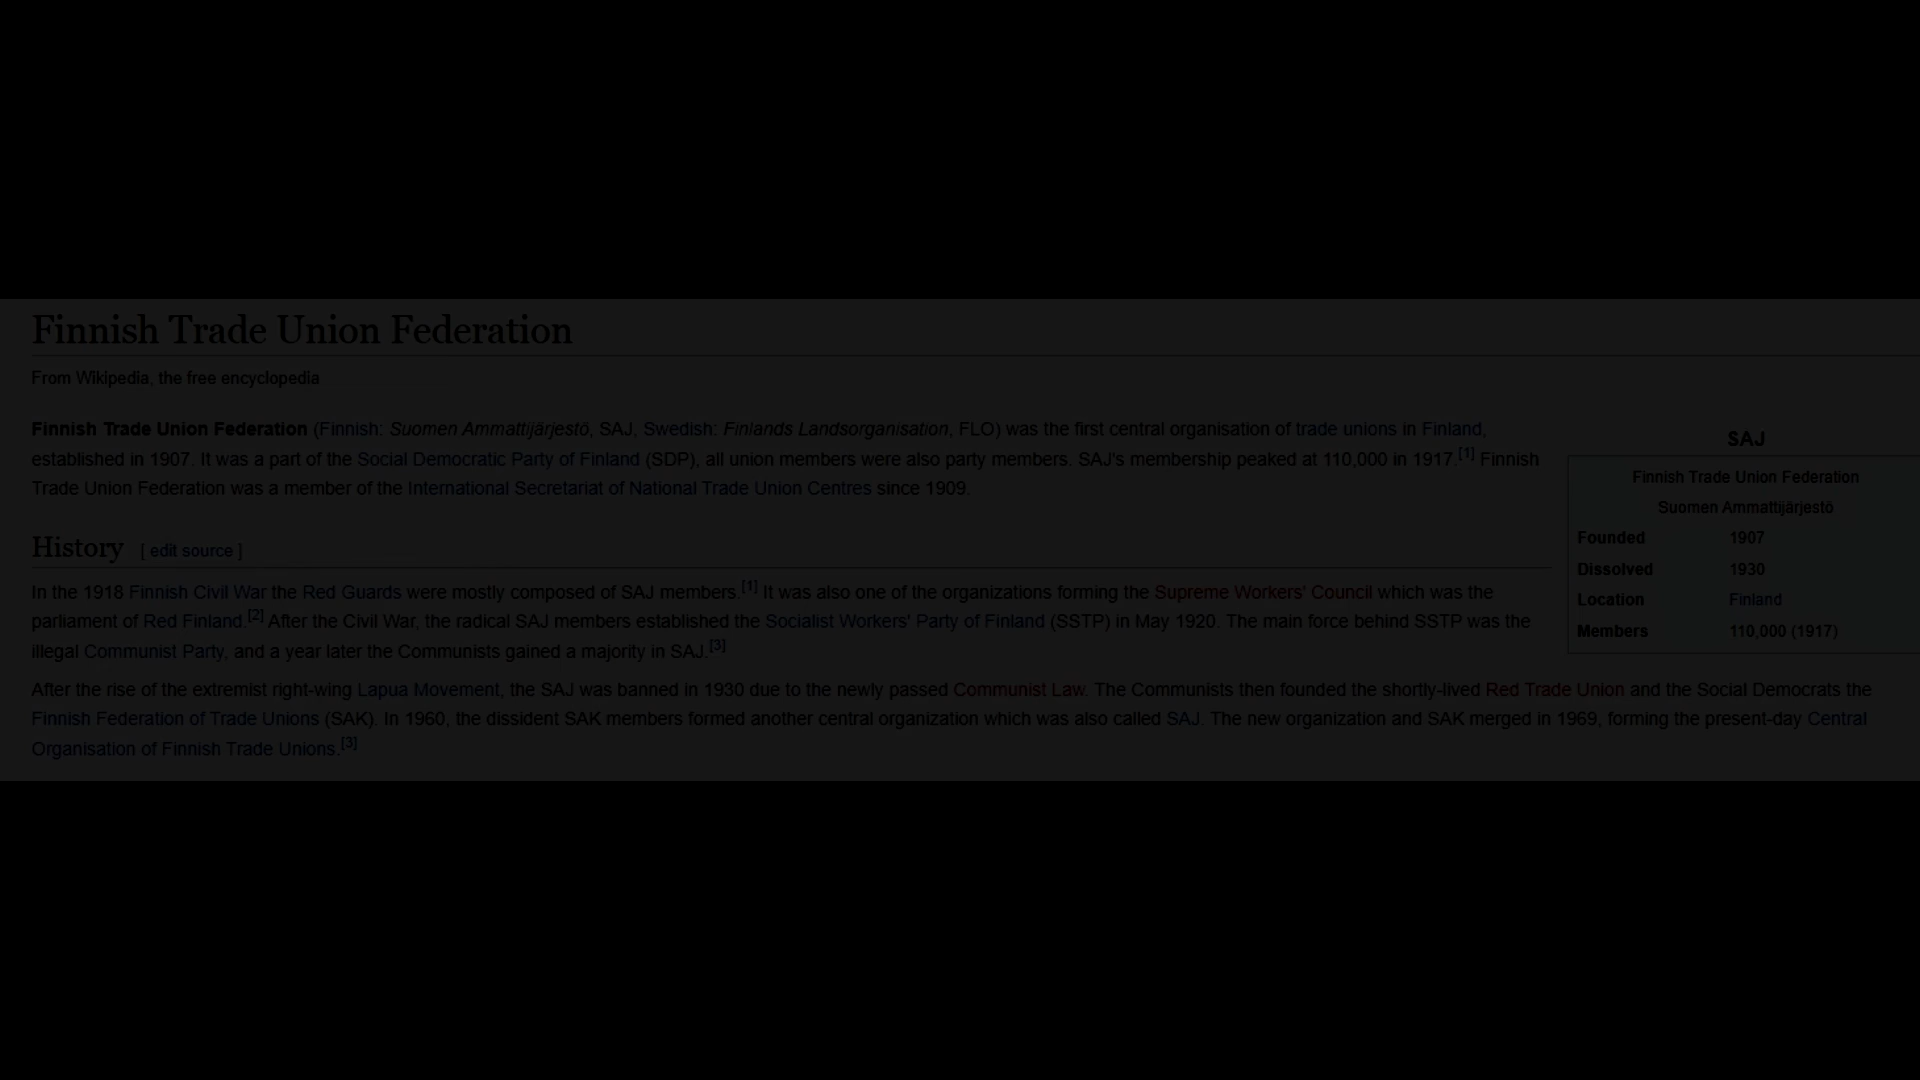 Finnish Trade Union Federation
From Wikipedia, the free encyclopedia
Finnish Trade Union Federation (Finnish: Suomen Ammattijärjestö, SAJ, Swedish: Finlands Landsorganisation, FLO) was the first central organisation of trade unions in Finland,
established in 1907. It was a part of the Social Democratic Party of Finland (SDP), all union members were also party members. SAJ's membership peaked at 110,000 in 1917.[1] Finnish
Trade Union Federation was a member of the International Secretariat of National Trade Union Centres since 1909.
History [ edit source ]
In the 1918 Finnish Civil War the Red Guards were mostly composed of SAJ members.[1] It was also one of the organizations forming the Supreme Workers' Council which was the
parliament of Red Finland.[2] After the Civil War, the radical SAJ members established the Socialist Workers' Party of Finland (SSTP) in May 1920. The main force behind SSTP was the
illegal Communist Party, and a year later the Communists gained a majority in SAJ.[3]
After the rise of the extremist right-wing Lapua Movement, the SAJ was banned in 1930 due to the newly passed Communist Law. The Communists then founded the shortly-lived Red Trade Union and the Social Democrats the
Finnish Federation of Trade Unions (SAK). In 1960, the dissident SAK members formed another central organization which was also called SAJ. The new organization and SAK merged in 1969, forming the present-day Central
Organisation of Finnish Trade Unions.[3]
SAJ
Finnish Trade Union Federation
Suomen Ammattijärjestö
Founded 1907
Dissolved 1930
Location Finland
Members 110,000 (1917)